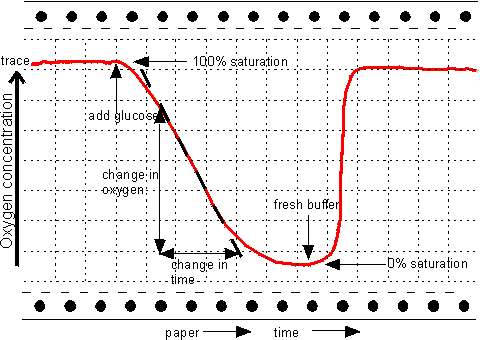 trace
100% saturation
add glucose
Oxygen concentration
change in
oxygen
fresh buffer
change in
time
0% saturation
paper
time